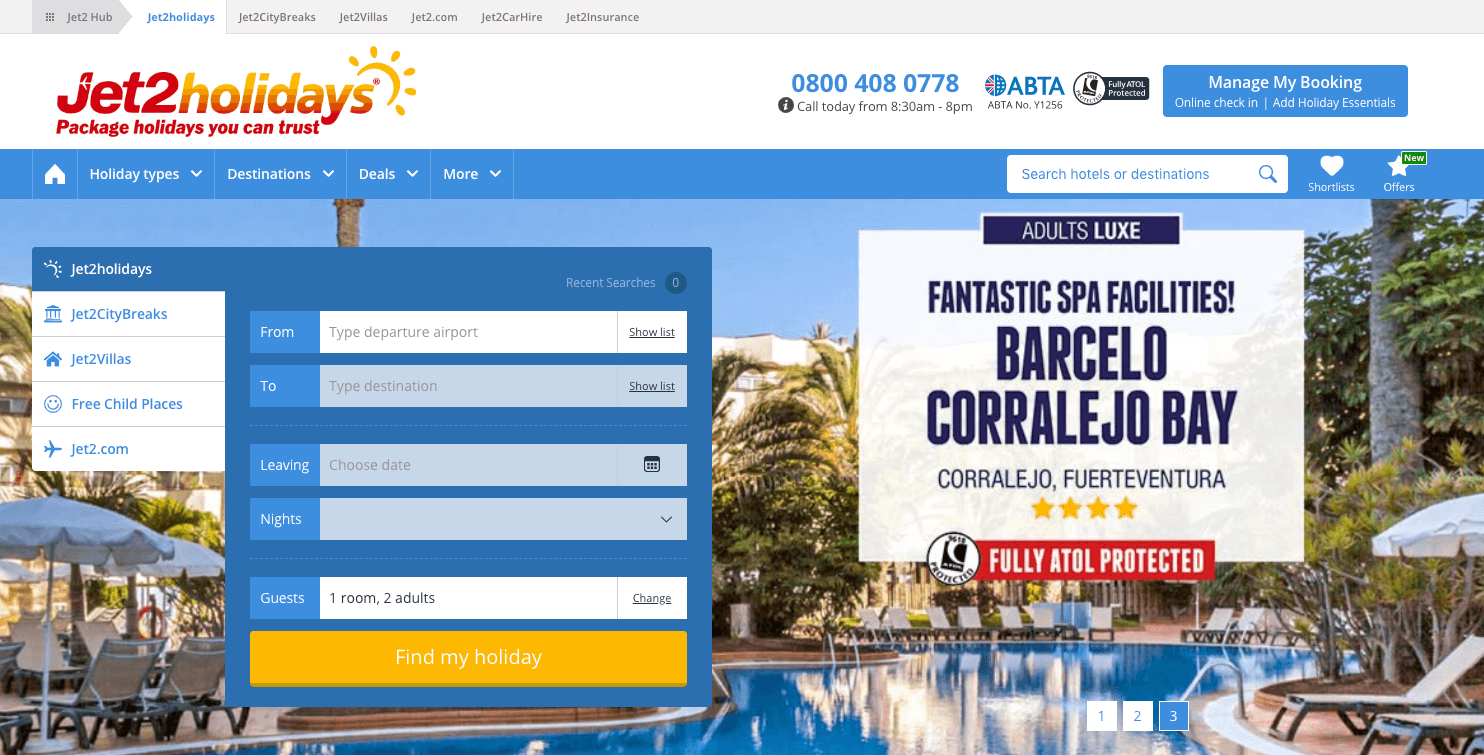 Jet2 Hub
Jet2holidays
Jet2CityBreaks
Jet2Villas
Jet2.com
Jet2CarHire
Jet2Insurance
Jet2holidays®
Package holidays you can trust
0800 408 0778
Call today from 8:30am - 8pm
ABTA
ABTA No. Y1256
Fully ATOL
Protected
Manage My Booking
Online check in | Add Holiday Essentials
Holiday types
Destinations
Deals
More
Search hotels or destinations
Shortlists
New
Offers
Jet2holidays
Jet2CityBreaks
Jet2Villas
Free Child Places
Jet2.com
Recent Searches 0
From Type departure airport Show list
To Type destination Show list
Leaving Choose date
Nights
Guests 1 room, 2 adults Change
Find my holiday
ADULTS LUXE
FANTASTIC SPA FACILITIES!
BARCELO
CORRALEJO BAY
CORRALEJO, FUERTEVENTURA
9618
ATOL
PROTECTED
FULLY ATOL PROTECTED
1 2 3